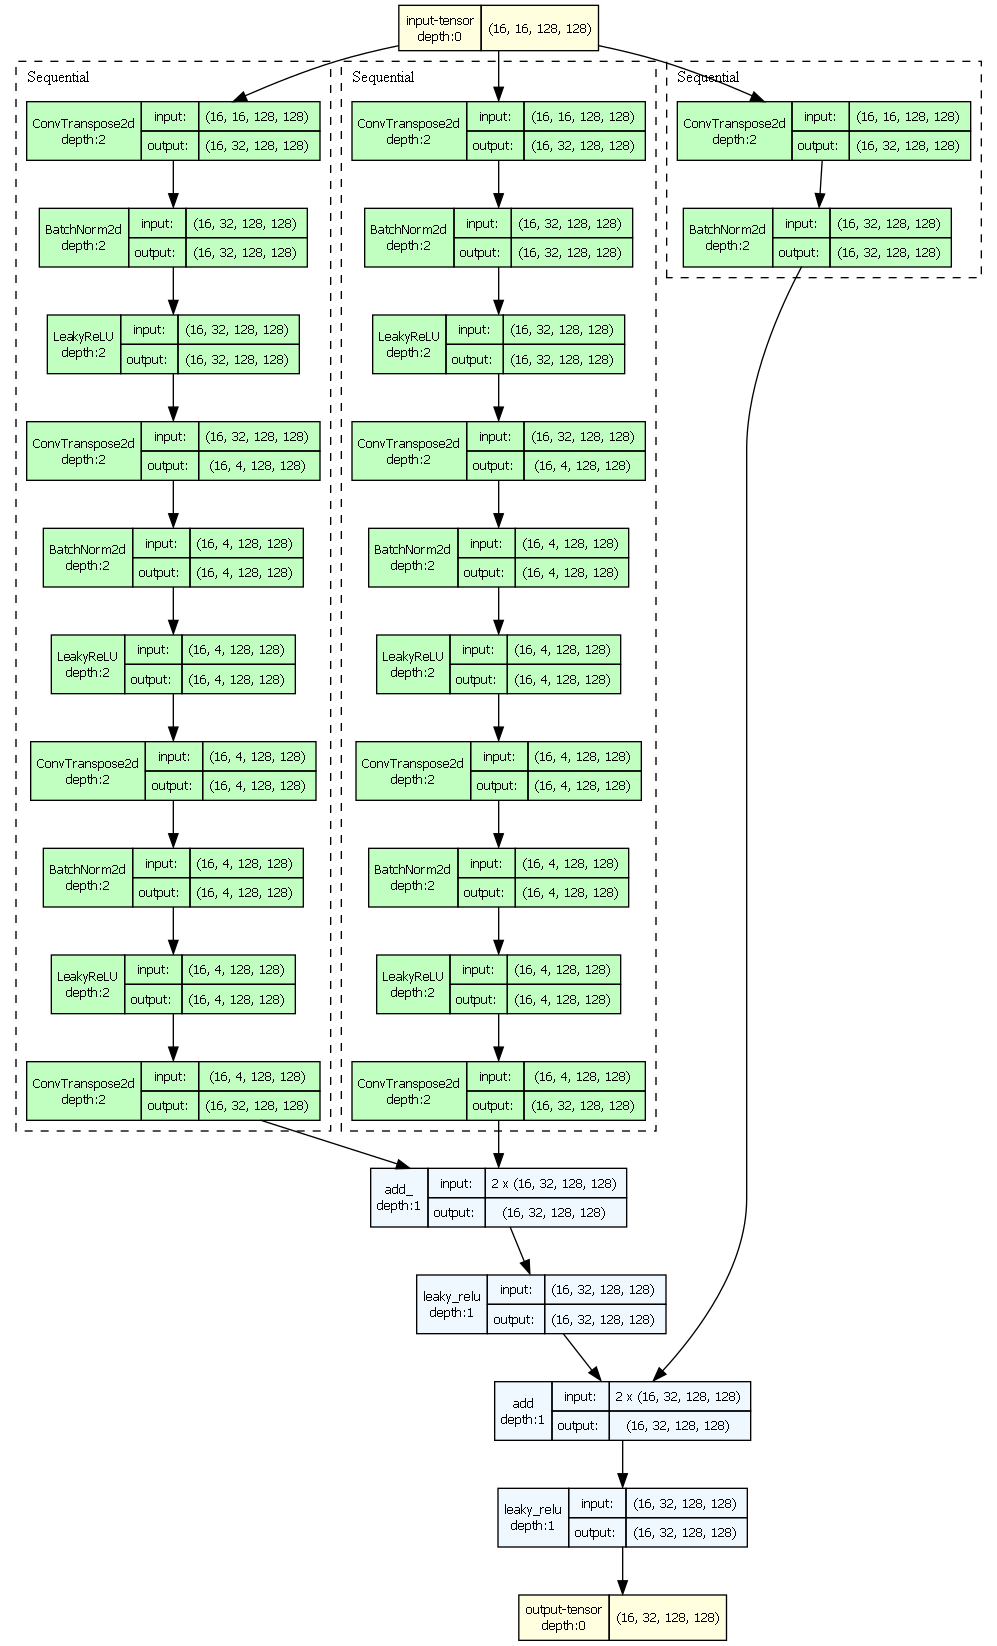 input-tensor
depth:0
(16, 16, 128, 128)
Sequential
ConvTranspose2d
depth:2
input:
(16, 16, 128, 128)
output:
(16, 32, 128, 128)
BatchNorm2d
depth:2
input:
(16, 32, 128, 128)
output:
(16, 32, 128, 128)
LeakyReLU
depth:2
input:
(16, 32, 128, 128)
output:
(16, 32, 128, 128)
ConvTranspose2d
depth:2
input:
(16, 32, 128, 128)
output:
(16, 4, 128, 128)
BatchNorm2d
depth:2
input:
(16, 4, 128, 128)
output:
(16, 4, 128, 128)
LeakyReLU
depth:2
input:
(16, 4, 128, 128)
output:
(16, 4, 128, 128)
ConvTranspose2d
depth:2
input:
(16, 4, 128, 128)
output:
(16, 4, 128, 128)
BatchNorm2d
depth:2
input:
(16, 4, 128, 128)
output:
(16, 4, 128, 128)
LeakyReLU
depth:2
input:
(16, 4, 128, 128)
output:
(16, 4, 128, 128)
ConvTranspose2d
depth:2
input:
(16, 4, 128, 128)
output:
(16, 32, 128, 128)
Sequential
ConvTranspose2d
depth:2
input:
(16, 16, 128, 128)
output:
(16, 32, 128, 128)
BatchNorm2d
depth:2
input:
(16, 32, 128, 128)
output:
(16, 32, 128, 128)
LeakyReLU
depth:2
input:
(16, 32, 128, 128)
output:
(16, 32, 128, 128)
ConvTranspose2d
depth:2
input:
(16, 32, 128, 128)
output:
(16, 4, 128, 128)
BatchNorm2d
depth:2
input:
(16, 4, 128, 128)
output:
(16, 4, 128, 128)
LeakyReLU
depth:2
input:
(16, 4, 128, 128)
output:
(16, 4, 128, 128)
ConvTranspose2d
depth:2
input:
(16, 4, 128, 128)
output:
(16, 4, 128, 128)
BatchNorm2d
depth:2
input:
(16, 4, 128, 128)
output:
(16, 4, 128, 128)
LeakyReLU
depth:2
input:
(16, 4, 128, 128)
output:
(16, 4, 128, 128)
ConvTranspose2d
depth:2
input:
(16, 4, 128, 128)
output:
(16, 32, 128, 128)
Sequential
ConvTranspose2d
depth:2
input:
(16, 16, 128, 128)
output:
(16, 32, 128, 128)
BatchNorm2d
depth:2
input:
(16, 32, 128, 128)
output:
(16, 32, 128, 128)
add_
depth:1
input:
2 x (16, 32, 128, 128)
output:
(16, 32, 128, 128)
leaky_relu
depth:1
input:
(16, 32, 128, 128)
output:
(16, 32, 128, 128)
add
depth:1
input:
2 x (16, 32, 128, 128)
output:
(16, 32, 128, 128)
leaky_relu
depth:1
input:
(16, 32, 128, 128)
output:
(16, 32, 128, 128)
output-tensor
depth:0
(16, 32, 128, 128)